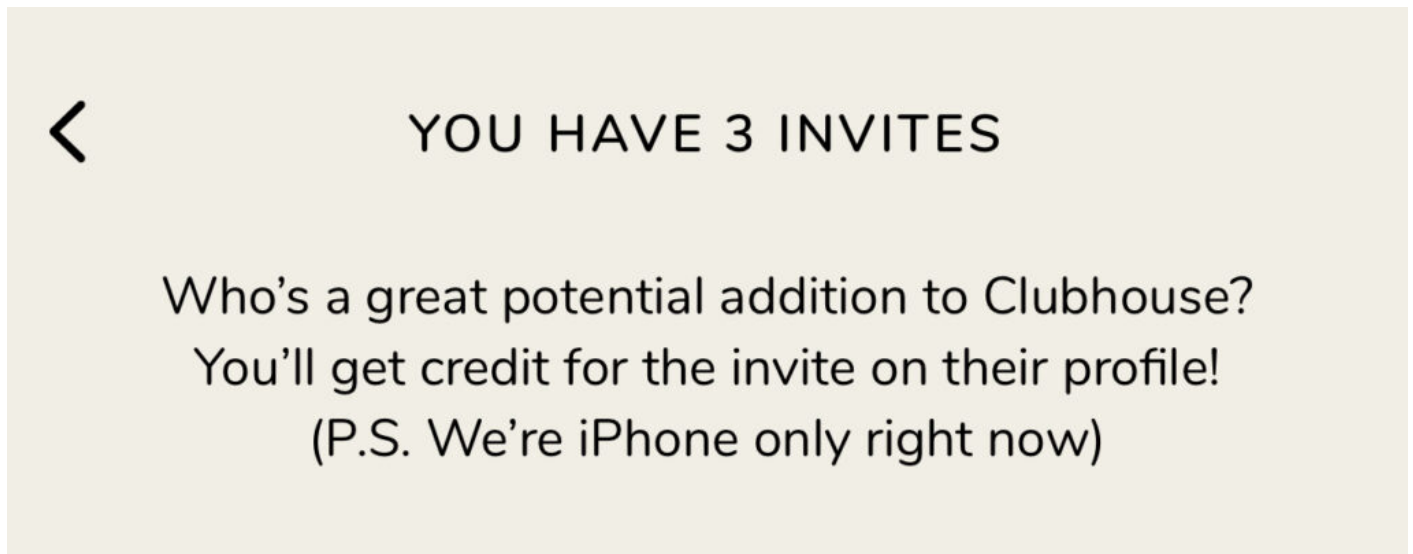 YOU HAVE 3 INVITES
Who’s a great potential addition to Clubhouse?
You’ll get credit for the invite on their profile!
(P.S. We’re iPhone only right now)